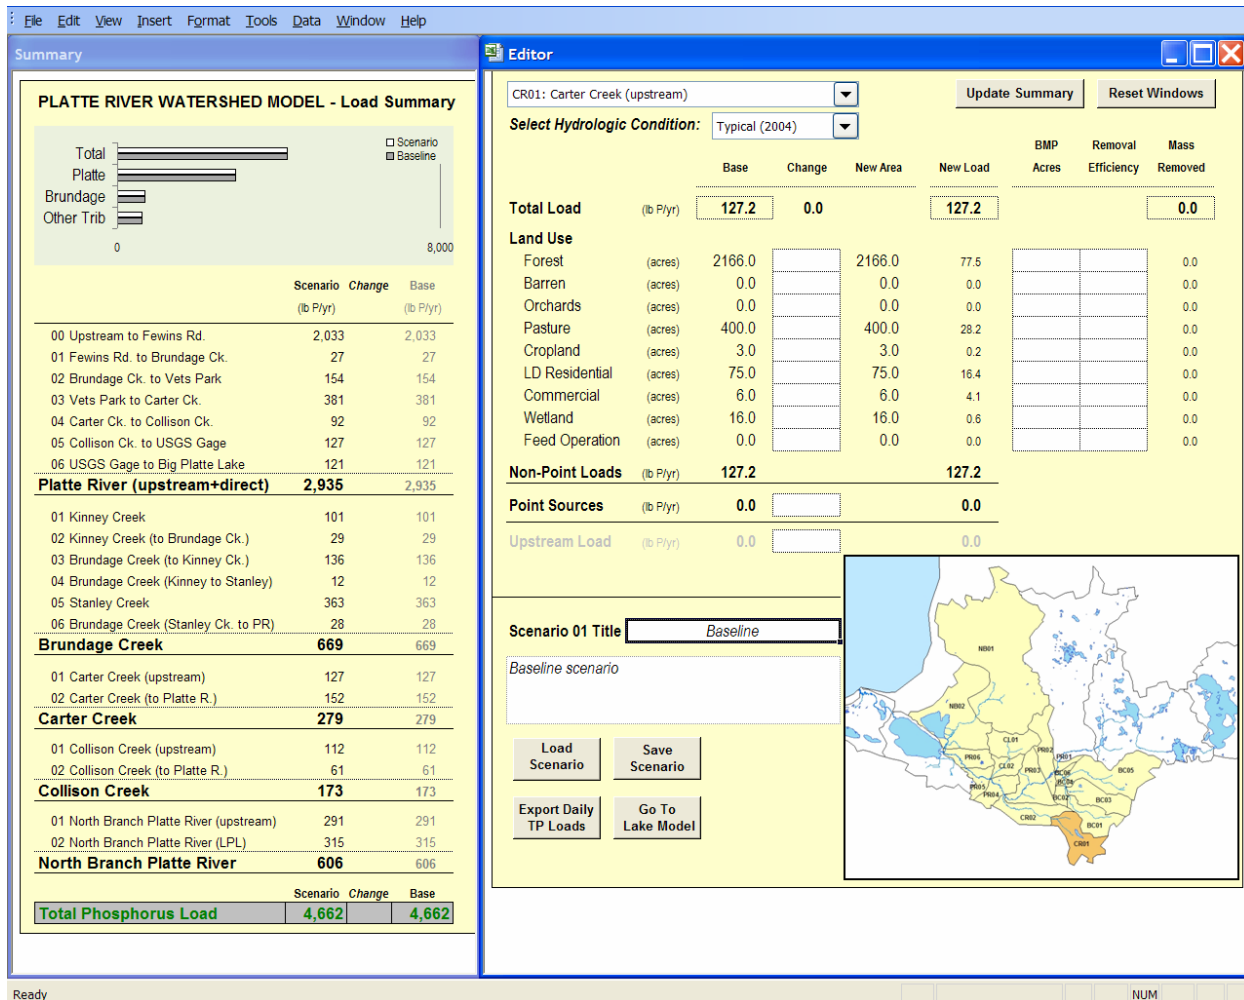 File Edit View Insert Format Tools Data Window Help
Summary
PLATTE RIVER WATERSHED MODEL - Load Summary
Scenario
Baseline
Total
Platte
Brundage
Other Trib
0 8,000
Scenario Change Base
(lb P/yr) (lb P/yr)
00 Upstream to Fewins Rd. 2,033 2,033
01 Fewins Rd. to Brundage Ck. 27 27
02 Brundage Ck. to Vets Park 154 154
03 Vets Park to Carter Ck. 381 381
04 Carter Ck. to Collison Ck. 92 92
05 Collison Ck. to USGS Gage 127 127
06 USGS Gage to Big Platte Lake 121 121
Platte River (upstream+direct) 2,935 2,935
01 Kinney Creek 101 101
02 Kinney Creek (to Brundage Ck.) 29 29
03 Brundage Creek (to Kinney Ck.) 136 136
04 Brundage Creek (Kinney to Stanley) 12 12
05 Stanley Creek 363 363
06 Brundage Creek (Stanley Ck. to PR) 28 28
Brundage Creek 669 669
01 Carter Creek (upstream) 127 127
02 Carter Creek (to Platte R.) 152 152
Carter Creek 279 279
01 Collison Creek (upstream) 112 112
02 Collison Creek (to Platte R.) 61 61
Collison Creek 173 173
01 North Branch Platte River (upstream) 291 291
02 North Branch Platte River (LPL) 315 315
North Branch Platte River 606 606
Scenario Change Base
Total Phosphorus Load 4,662 4,662
Editor
CR01: Carter Creek (upstream)
Update Summary Reset Windows
Select Hydrologic Condition: Typical (2004)
BMP Removal Mass
Base Change New Area New Load Acres Efficiency Removed
Total Load (lb P/yr) 127.2 0.0 127.2 0.0
Land Use
Forest (acres) 2166.0 2166.0 77.5 0.0
Barren (acres) 0.0 0.0 0.0 0.0
Orchards (acres) 0.0 0.0 0.0 0.0
Pasture (acres) 400.0 400.0 28.2 0.0
Cropland (acres) 3.0 3.0 0.2 0.0
LD Residential (acres) 75.0 75.0 16.4 0.0
Commercial (acres) 6.0 6.0 4.1 0.0
Wetland (acres) 16.0 16.0 0.6 0.0
Feed Operation (acres) 0.0 0.0 0.0 0.0
Non-Point Loads (lb P/yr) 127.2 127.2
Point Sources (lb P/yr) 0.0 0.0
Upstream Load (lb P/yr) 0.0 0.0
Scenario 01 Title Baseline
Baseline scenario
Load Scenario
Save Scenario
Export Daily TP Loads
Go To Lake Model
NB01
NB02
CL01
PR02
PR06 PR01
CL02 PR03 BC06 BC05
BC04
PR05
PR04 BC02 BC03
CR02
BC01
CR01
Ready NUM